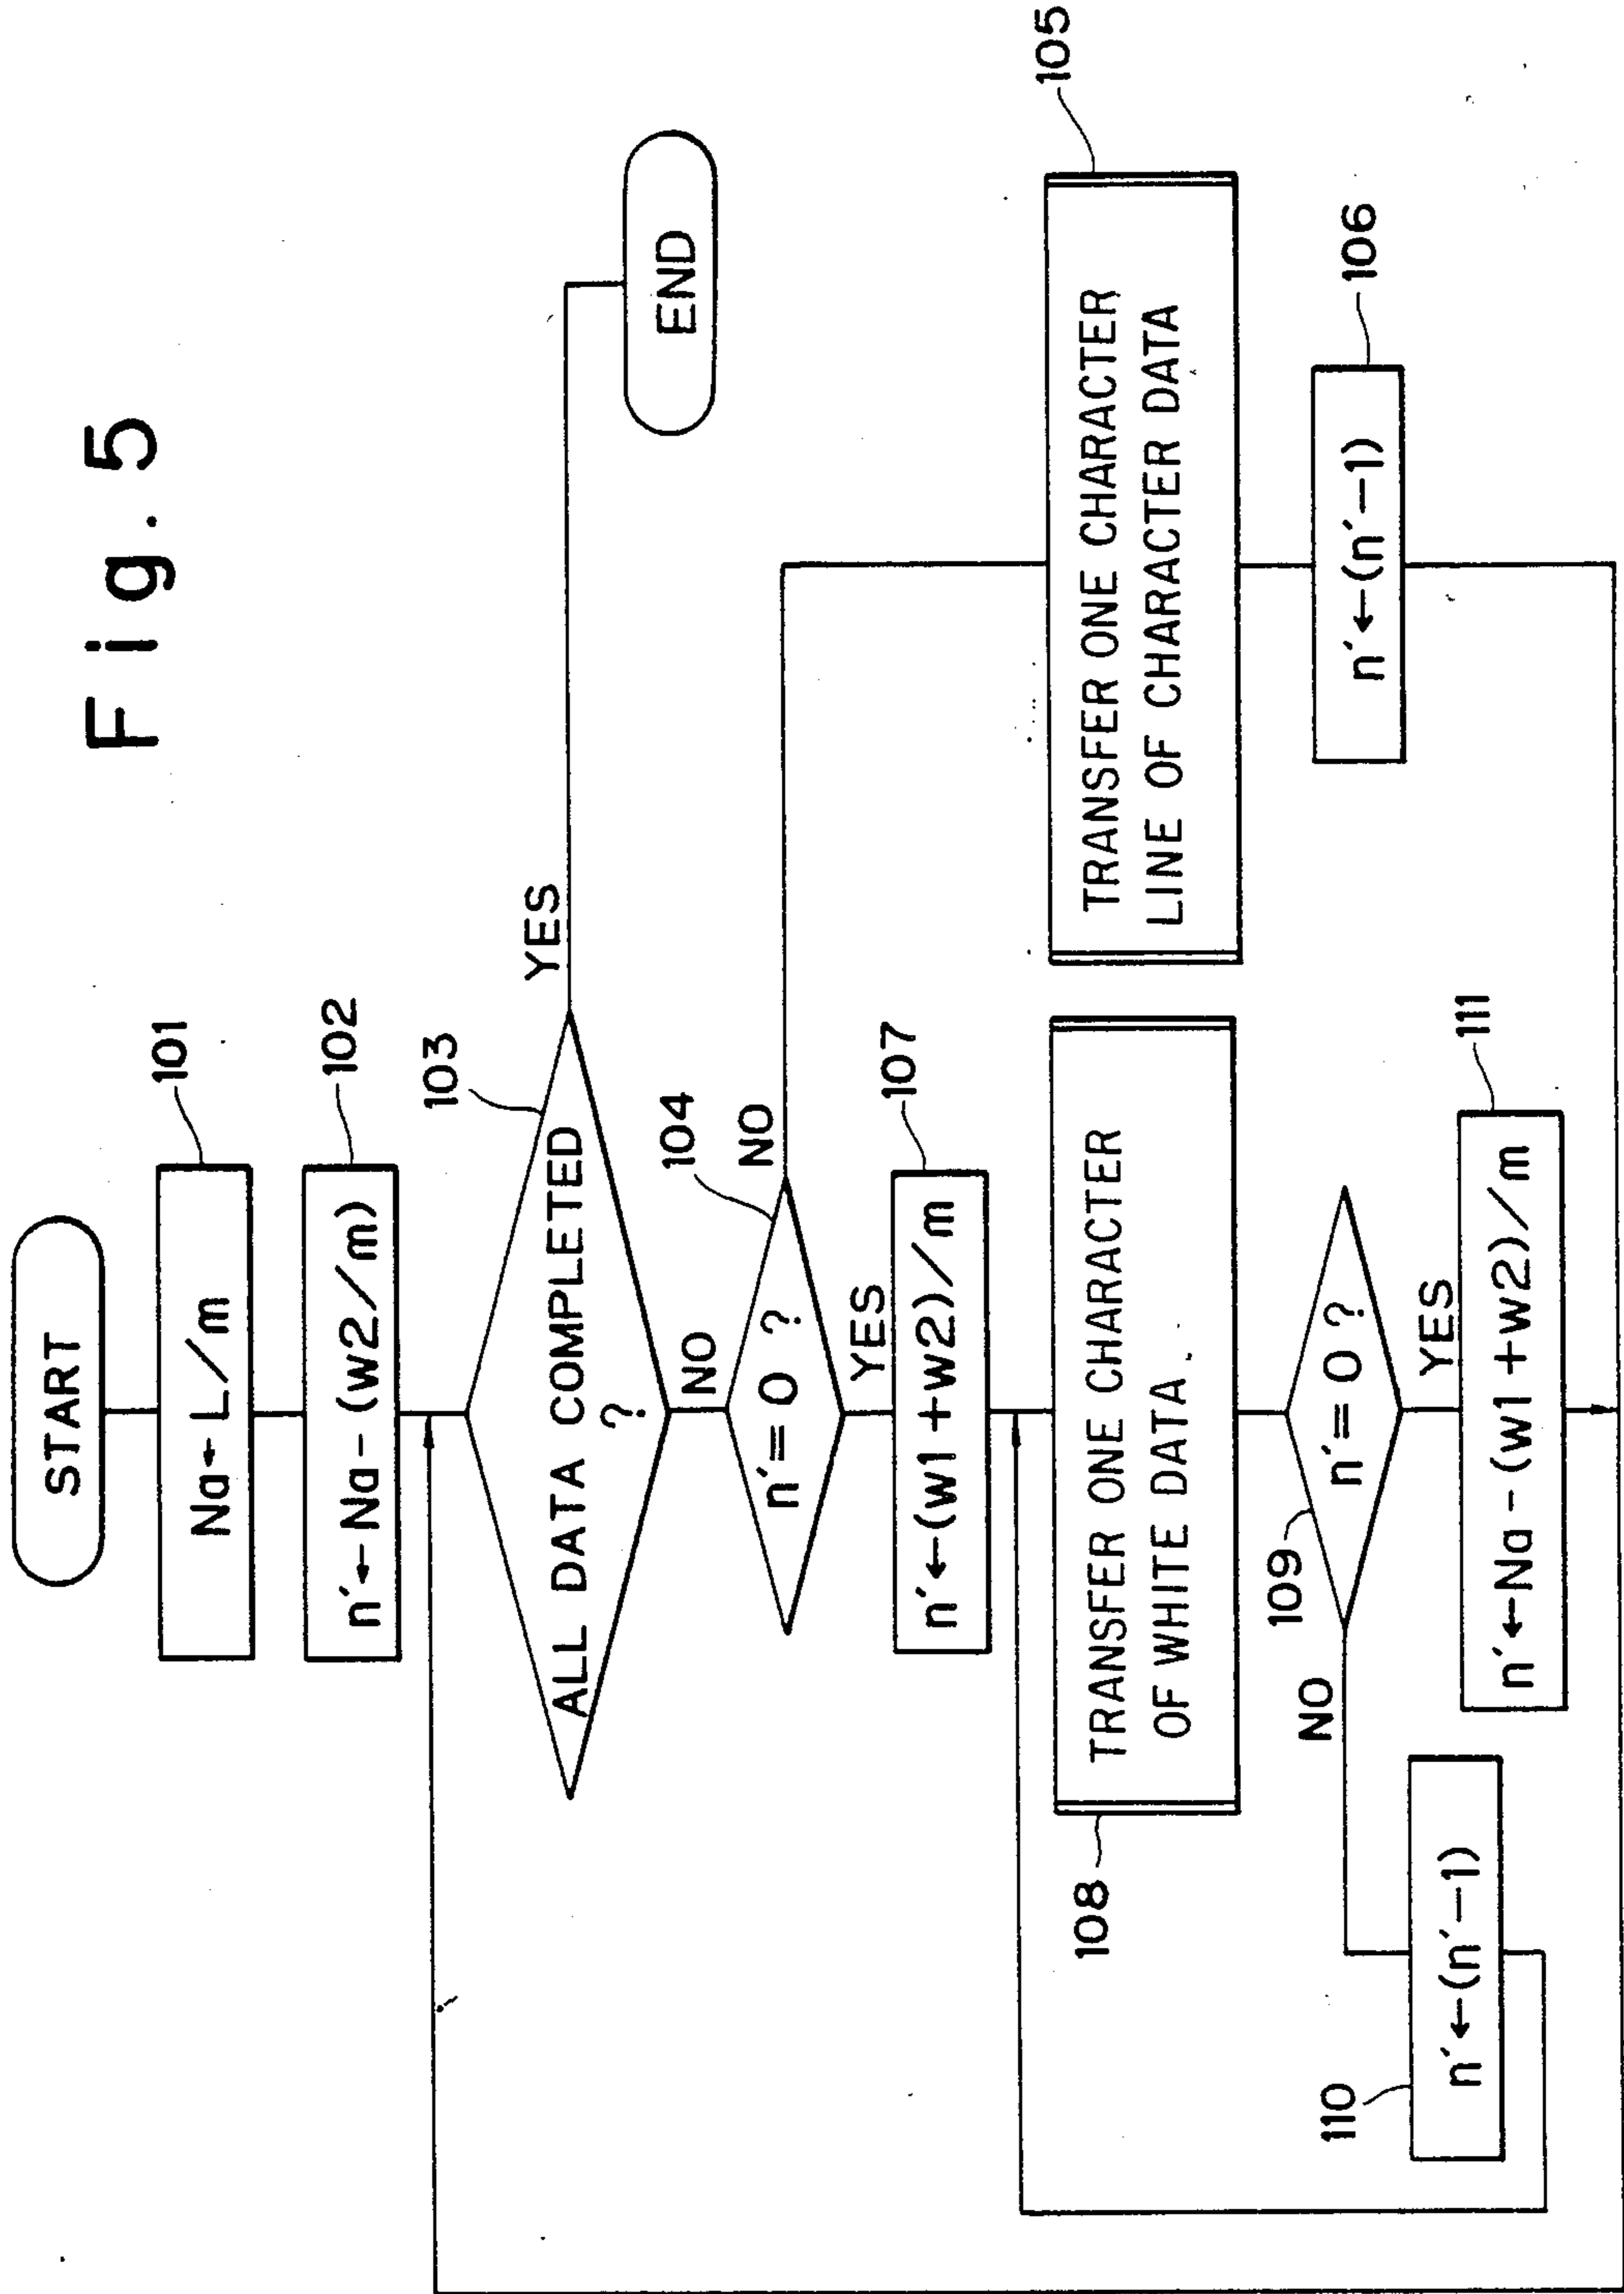 Fig. 5
START
Na←L/m
101
n′←Na-(w2/m)
102
103
ALL DATA COMPLETED
?
YES
END
NO
104
n′=0 ?
NO
YES
107
n′←(w1+w2)/m
105
TRANSFER ONE CHARACTER
LINE OF CHARACTER DATA
106
n′←(n′-1)
108
TRANSFER ONE CHARACTER
OF WHITE DATA
109
n′=0 ?
NO
YES
110
n′←(n′-1)
111
n′←Na-(w1+w2)/m